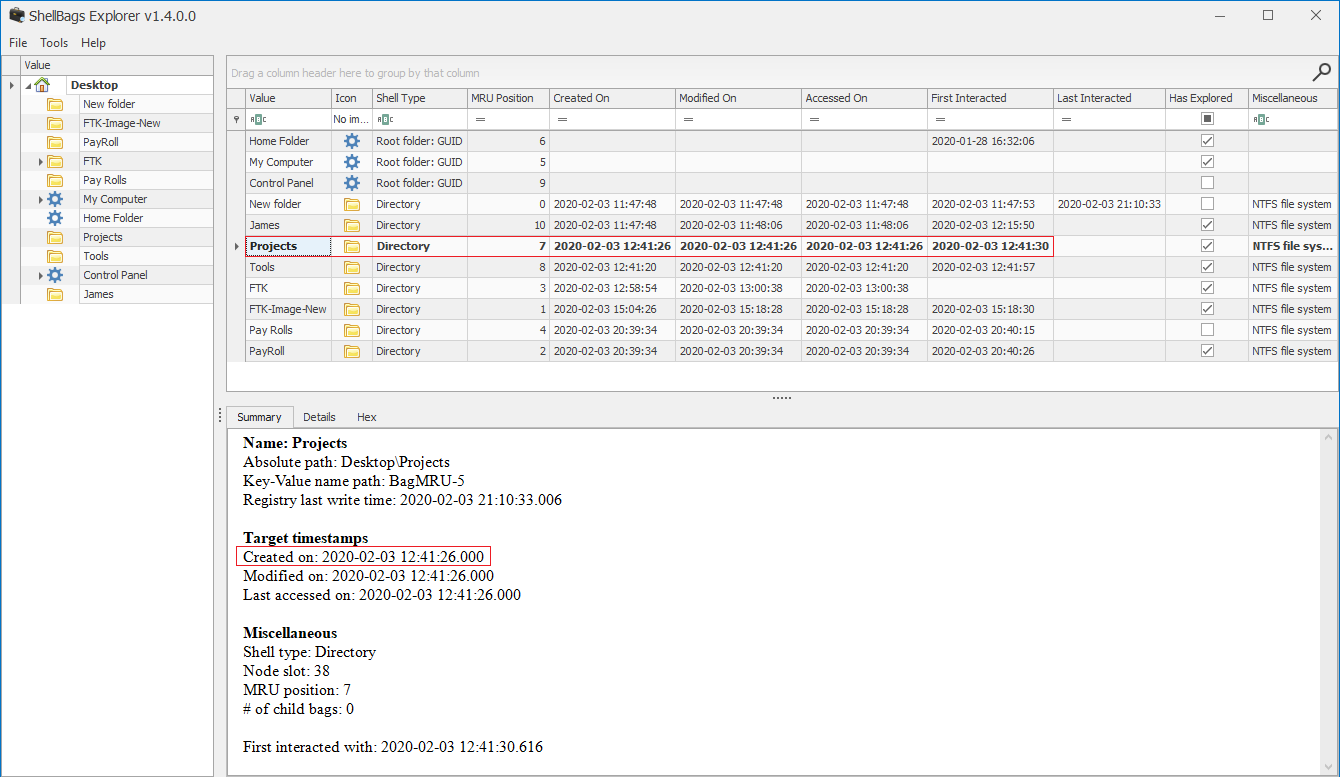 ShellBags Explorer v1.4.0.0
File Tools Help
Value
Desktop
New folder
FTK-Image-New
PayRoll
FTK
Pay Rolls
My Computer
Home Folder
Projects
Tools
Control Panel
James
Drag a column header here to group by that column
Value Icon Shell Type MRU Position Created On Modified On Accessed On First Interacted Last Interacted Has Explored Miscellaneous
ABC No im... ABC = = = = = = ABC
Home Folder Root folder: GUID 6 2020-01-28 16:32:06
My Computer Root folder: GUID 5
Control Panel Root folder: GUID 9
New folder Directory 0 2020-02-03 11:47:48 2020-02-03 11:47:48 2020-02-03 11:47:48 2020-02-03 11:47:53 2020-02-03 21:10:33 NTFS file system
James Directory 10 2020-02-03 11:47:48 2020-02-03 11:48:06 2020-02-03 11:48:06 2020-02-03 12:15:50 NTFS file system
Projects Directory 7 2020-02-03 12:41:26 2020-02-03 12:41:26 2020-02-03 12:41:26 2020-02-03 12:41:30 NTFS file sys...
Tools Directory 8 2020-02-03 12:41:20 2020-02-03 12:41:20 2020-02-03 12:41:20 2020-02-03 12:41:57 NTFS file system
FTK Directory 3 2020-02-03 12:58:54 2020-02-03 13:00:38 2020-02-03 13:00:38 NTFS file system
FTK-Image-New Directory 1 2020-02-03 15:04:26 2020-02-03 15:18:28 2020-02-03 15:18:28 2020-02-03 15:18:30 NTFS file system
Pay Rolls Directory 4 2020-02-03 20:39:34 2020-02-03 20:39:34 2020-02-03 20:39:34 2020-02-03 20:40:15 NTFS file system
PayRoll Directory 2 2020-02-03 20:39:34 2020-02-03 20:39:34 2020-02-03 20:39:34 2020-02-03 20:40:26 NTFS file system
Summary Details Hex
Name: Projects
Absolute path: Desktop\Projects
Key-Value name path: BagMRU-5
Registry last write time: 2020-02-03 21:10:33.006
Target timestamps
Created on: 2020-02-03 12:41:26.000
Modified on: 2020-02-03 12:41:26.000
Last accessed on: 2020-02-03 12:41:26.000
Miscellaneous
Shell type: Directory
Node slot: 38
MRU position: 7
# of child bags: 0
First interacted with: 2020-02-03 12:41:30.616